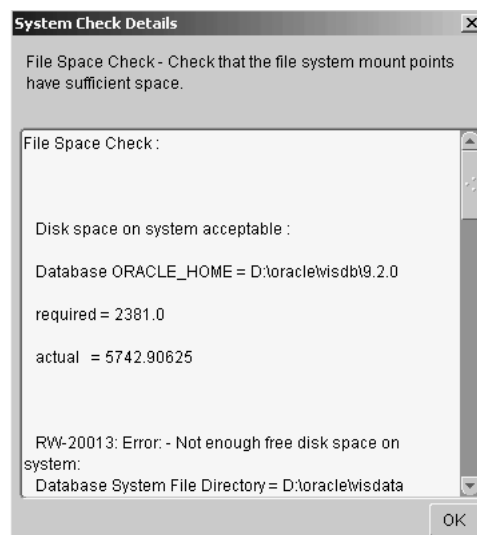 System Check Details
File Space Check - Check that the file system mount points
have sufficient space.
File Space Check :
Disk space on system acceptable :
Database ORACLE_HOME = D:\oracle\visdb\9.2.0
required = 2381.0
actual = 5742.90625
RW-20013: Error: - Not enough free disk space on
system:
Database System File Directory = D:\oracle\visdata
OK